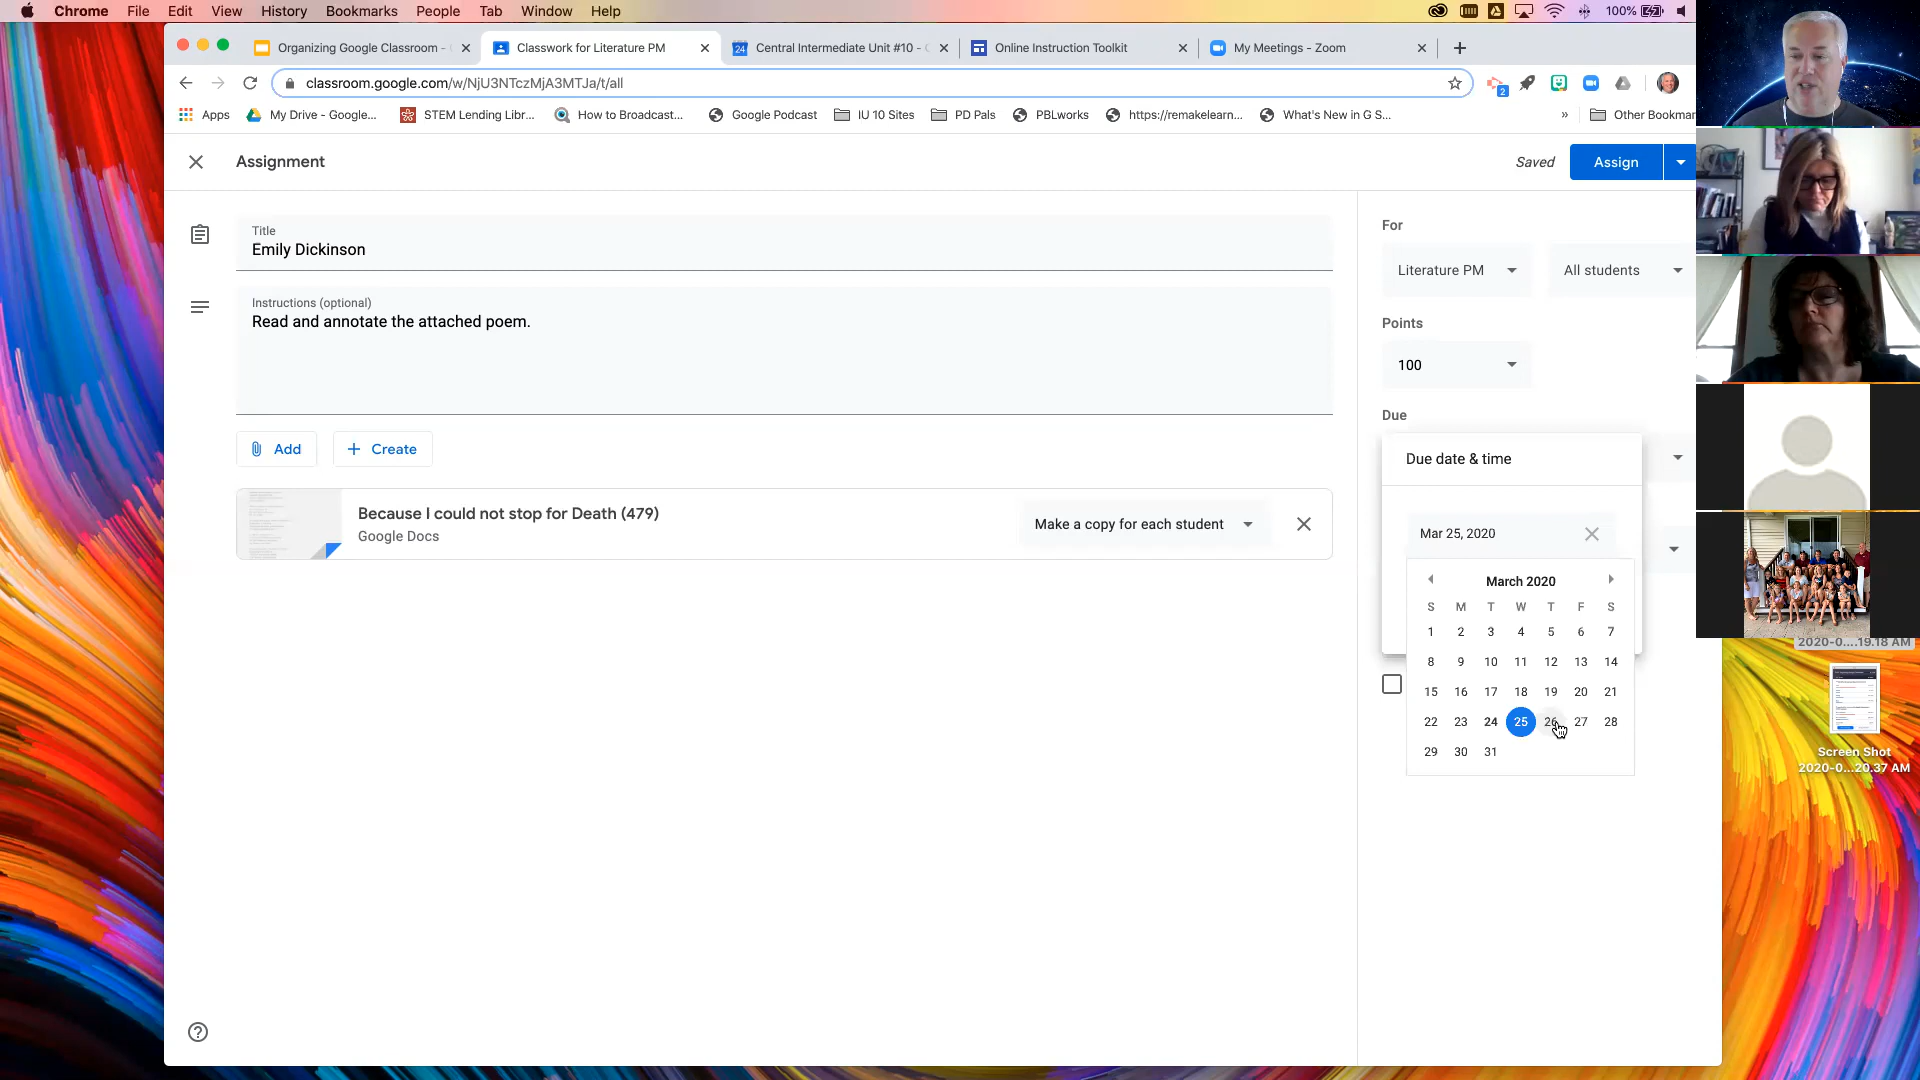 Chrome File Edit View History Bookmarks People Tab Window Help
100%
Organizing Google Classroom -
Classwork for Literature PM
24 Central Intermediate Unit #10 -
Online Instruction Toolkit
My Meetings - Zoom
classroom.google.com/w/NjU3NTczMjA3MTJa/t/all
2
Apps
My Drive - Google...
STEM Lending Libr...
How to Broadcast...
Google Podcast
IU 10 Sites
PD Pals
PBLworks
https://remakelearn...
What's New in G S...
»
Other Bookmar
Assignment
Saved
Assign
Title
Emily Dickinson
Instructions (optional)
Read and annotate the attached poem.
Add
Create
Because I could not stop for Death (479)
Google Docs
Make a copy for each student
For
Literature PM
All students
Points
100
Due
Due date & time
Mar 25, 2020
March 2020
S M T W T F S
1 2 3 4 5 6 7
8 9 10 11 12 13 14
15 16 17 18 19 20 21
22 23 24 25 26 27 28
29 30 31
2020-0....19.18 AM
Screen Shot
2020-0...20.37 AM